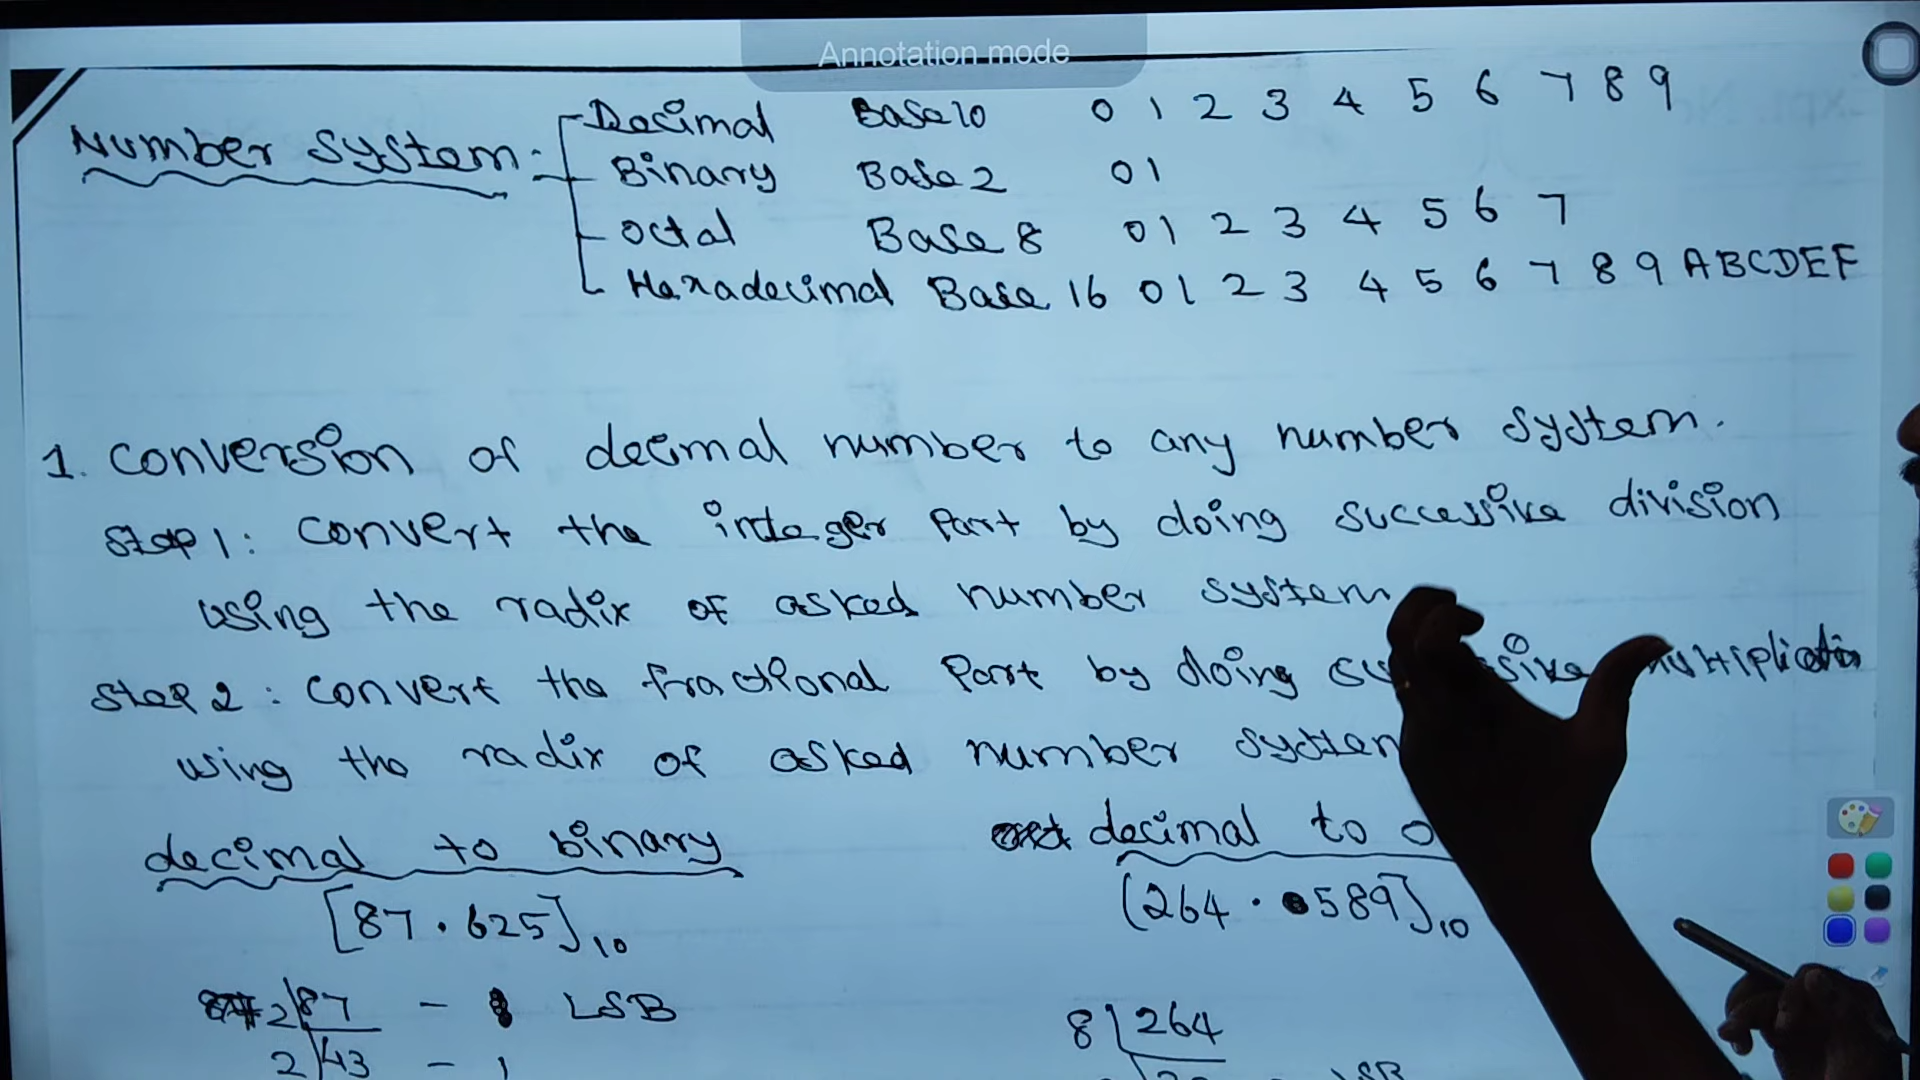 Annotation mode
Number System:
Decimal Base 10 0 1 2 3 4 5 6 7 8 9
Binary Base 2 0 1
octal Base 8 0 1 2 3 4 5 6 7
Hexadecimal Base 16 0 1 2 3 4 5 6 7 8 9 A B C D E F
1. Conversion of decimal number to any number system.
Step 1: Convert the integer Part by doing successive division
using the radix of asked number system
Step 2: Convert the fractional Part by doing multiplication
using the radix of asked number system
decimal to binary
[87.625]10
decimal to
(264.589]10
2 87 - LSB
2 43 - 1
8 264
LSB